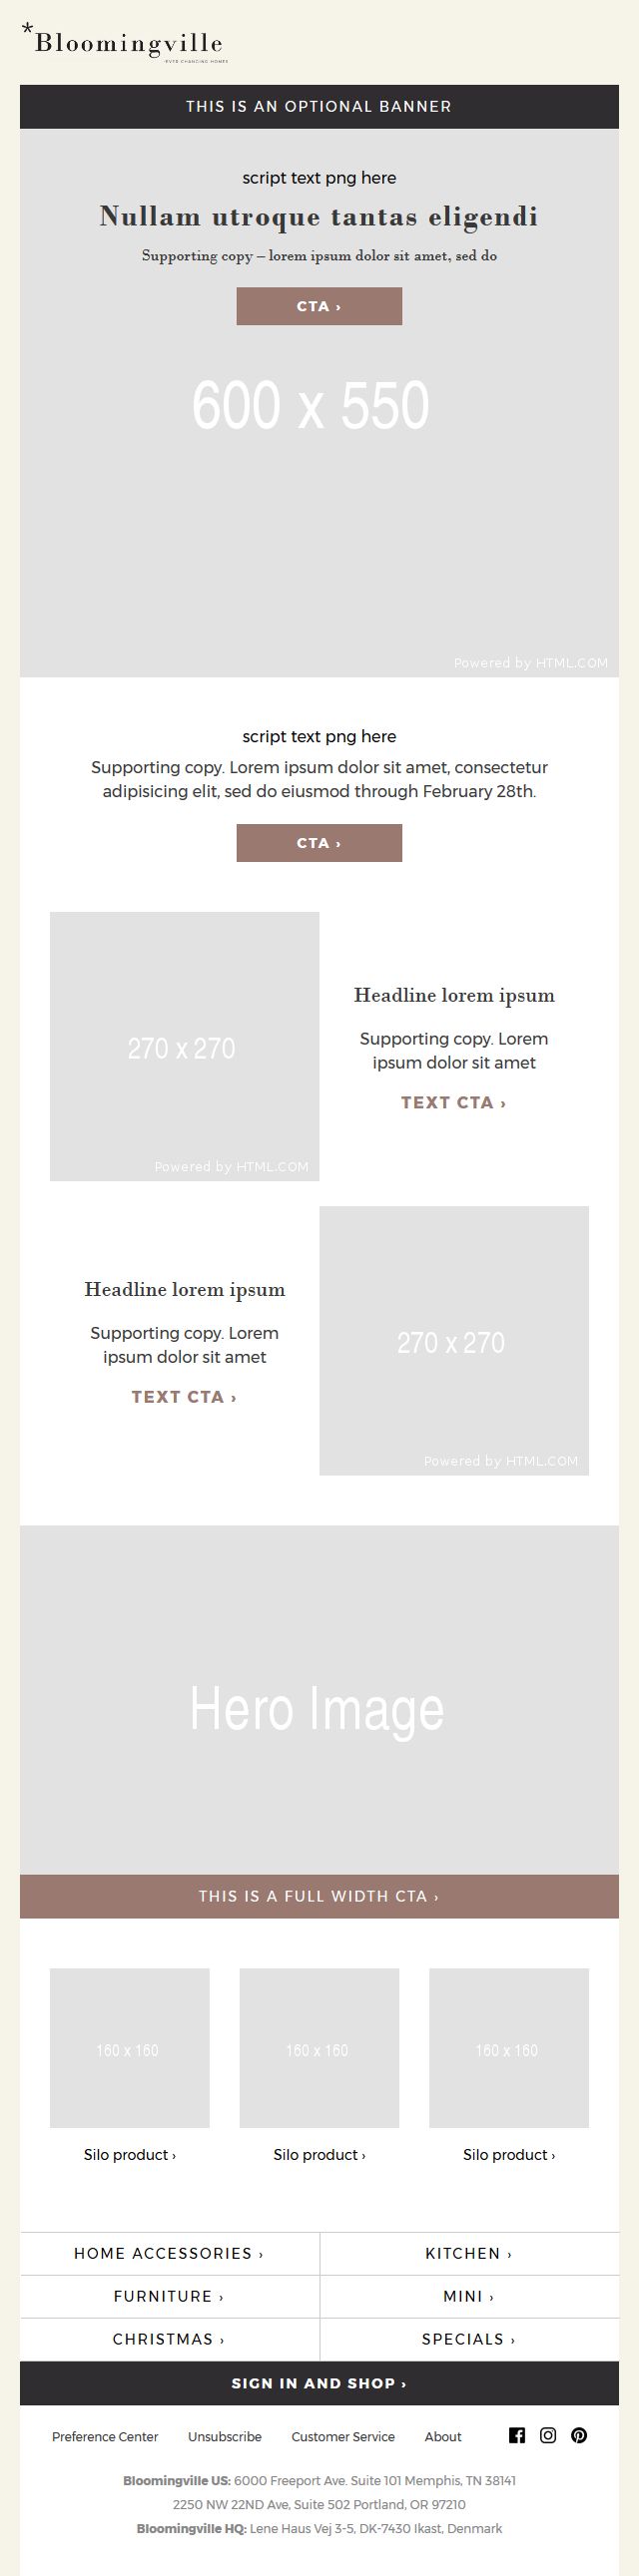 *Bloomingville
-EVER CHANGING HOMES
THIS IS AN OPTIONAL BANNER
script text png here
Nullam utroque tantas eligendi
Supporting copy – lorem ipsum dolor sit amet, sed do
CTA ›
600 x 550
Powered by HTML.COM
script text png here
Supporting copy. Lorem ipsum dolor sit amet, consectetur
adipisicing elit, sed do eiusmod through February 28th.
CTA ›
270 x 270
Powered by HTML.COM
Headline lorem ipsum
Supporting copy. Lorem
ipsum dolor sit amet
TEXT CTA ›
Headline lorem ipsum
Supporting copy. Lorem
ipsum dolor sit amet
TEXT CTA ›
270 x 270
Powered by HTML.COM
Hero Image
THIS IS A FULL WIDTH CTA ›
160 x 160 160 x 160 160 x 160
Silo product › Silo product › Silo product ›
HOME ACCESSORIES › KITCHEN ›
FURNITURE › MINI ›
CHRISTMAS › SPECIALS ›
SIGN IN AND SHOP ›
Preference Center Unsubscribe Customer Service About
Bloomingville US: 6000 Freeport Ave. Suite 101 Memphis, TN 38141
2250 NW 22ND Ave, Suite 502 Portland, OR 97210
Bloomingville HQ: Lene Haus Vej 3-5, DK-7430 Ikast, Denmark